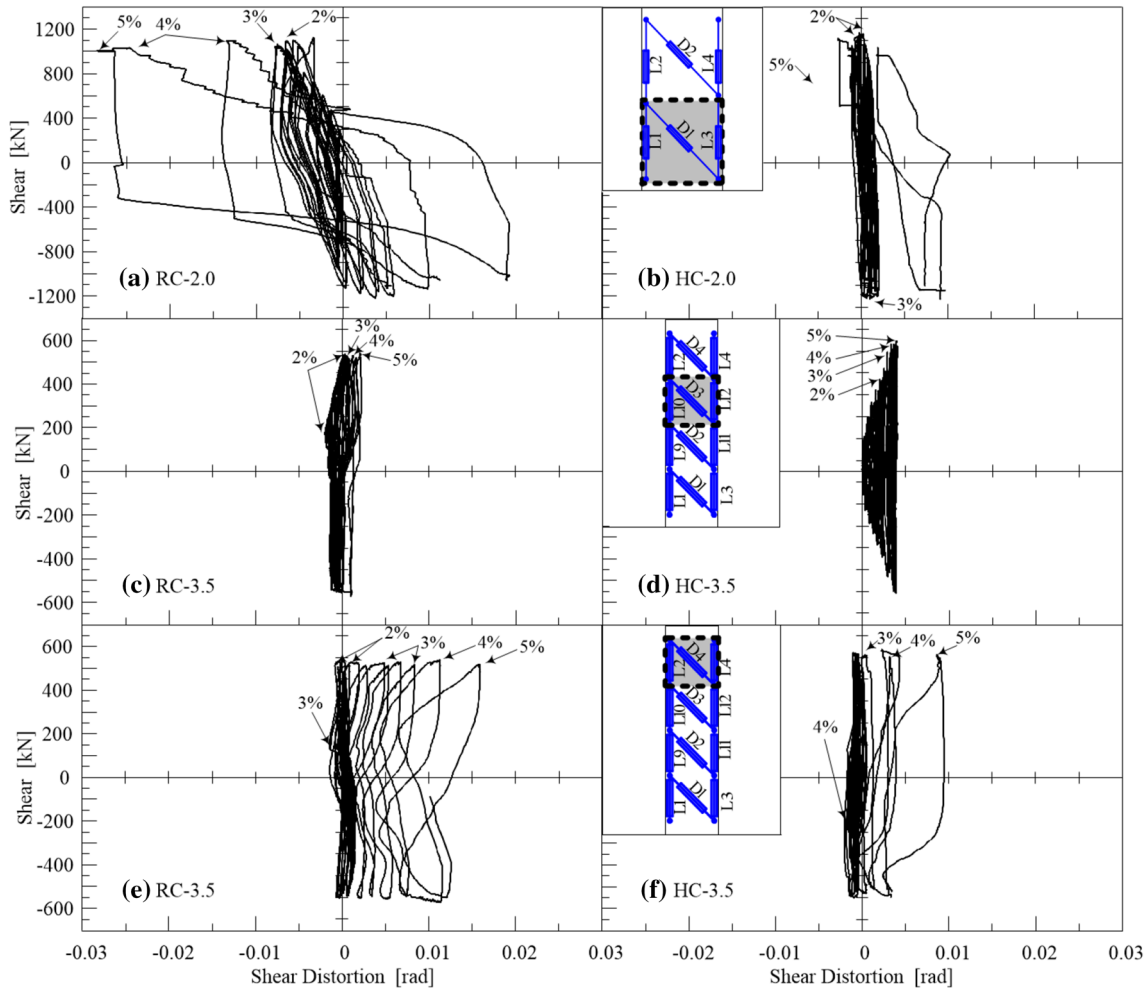 5%
4%
3%
2%
1200
800
400
0
-400
-800
-1200
Shear [kN]
(a) RC-2.0
L2
D2
L4
L1
D1
L3
2%
5%
3%
(b) HC-2.0
600
400
200
0
-200
-400
-600
Shear [kN]
2%
3%
4%
5%
(c) RC-3.5
L2
D4
L4
L10
D3
L12
L9
D2
L11
L1
D1
L3
5%
4%
3%
2%
(d) HC-3.5
600
400
200
0
-200
-400
-600
Shear [kN]
2%
3%
4%
5%
3%
(e) RC-3.5
L2
D4
L4
L10
D3
L12
L9
D2
L11
L1
D1
L3
3%
4%
5%
4%
(f) HC-3.5
-0.03 -0.02 -0.01 0 0.01 0.02
Shear Distortion [rad]
-0.02 -0.01 0 0.01 0.02 0.03
Shear Distortion [rad]